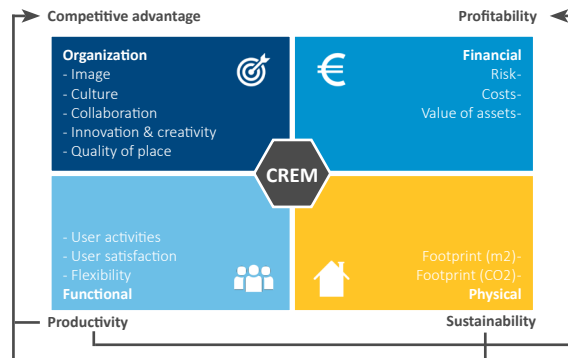 Competitive advantage
Profitability
Organization
- Image
- Culture
- Collaboration
- Innovation & creativity
- Quality of place
€
Financial
Risk-
Costs-
Value of assets-
CREM
- User activities
- User satisfaction
- Flexibility
Functional
Footprint (m2)-
Footprint (CO2)-
Physical
Productivity
Sustainability